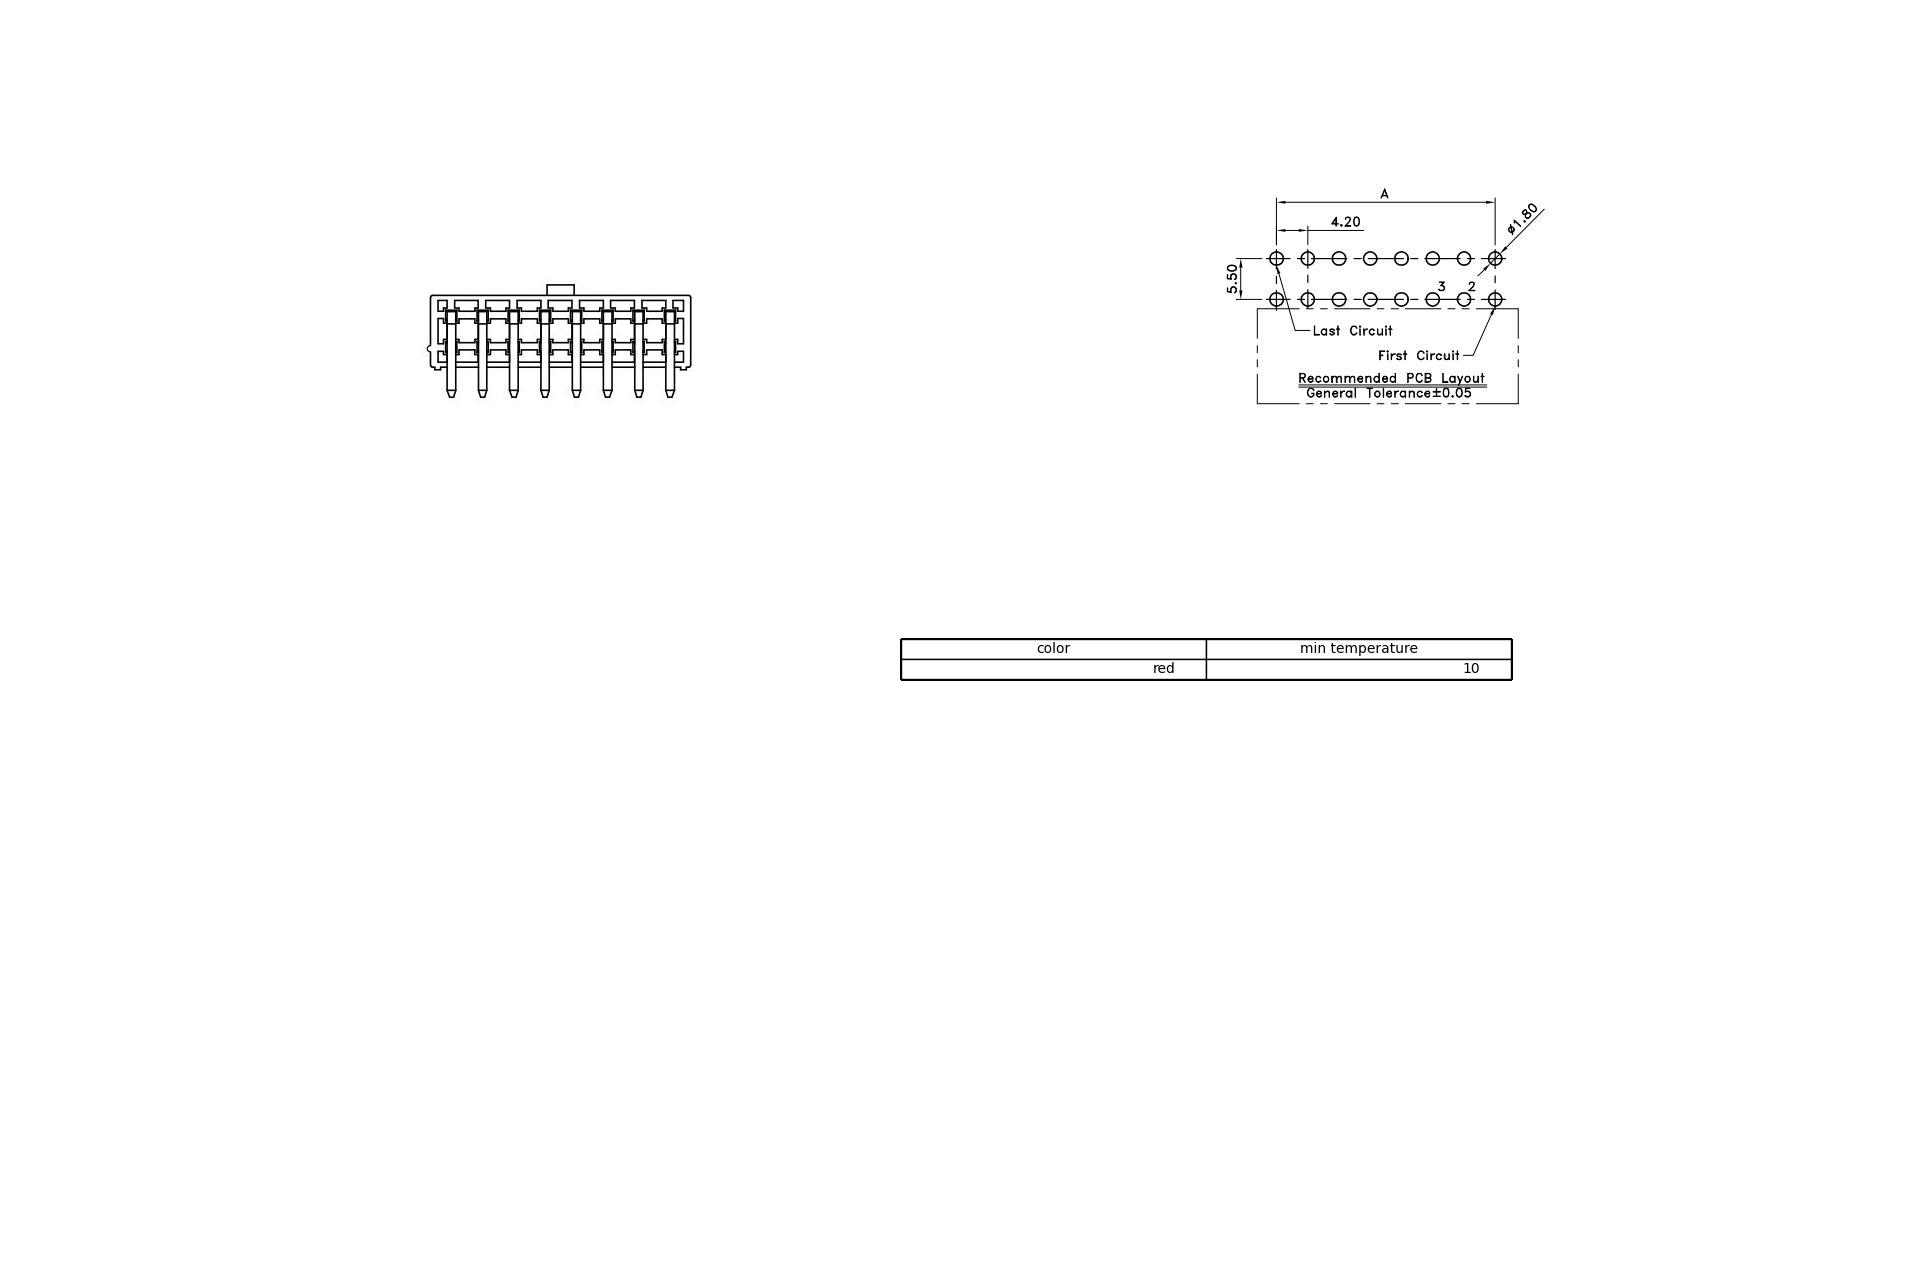 A
4.20
ø1.80
5.50
3 2
Last Circuit
First Circuit
Recommended PCB Layout
General Tolerance±0.05
color min temperature
red 10